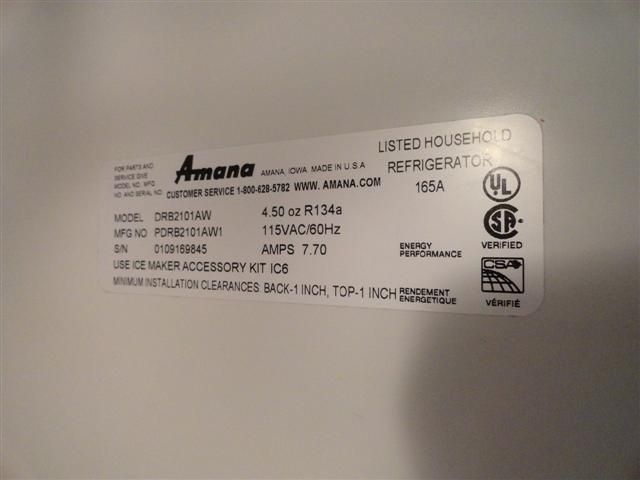 FOR PARTS AND
SERVICE GIVE
MODEL NO. MFG.
NO. AND SERIAL NO.
Amana AMANA, IOWA MADE IN U.S.A
CUSTOMER SERVICE 1-800-628-5782 WWW. AMANA.COM
LISTED HOUSEHOLD
REFRIGERATOR
165A
UL
MODEL DRB2101AW 4.50 oz R134a
MFG NO PDRB2101AW1 115VAC/60Hz
S/N 0109169845 AMPS 7.70
USE ICE MAKER ACCESSORY KIT IC6
MINIMUM INSTALLATION CLEARANCES: BACK-1 INCH, TOP-1 INCH
SA
VERIFIED
ENERGY
PERFORMANCE
CSA
RENDEMENT
ENERGETIQUE
VÉRIFIÉ